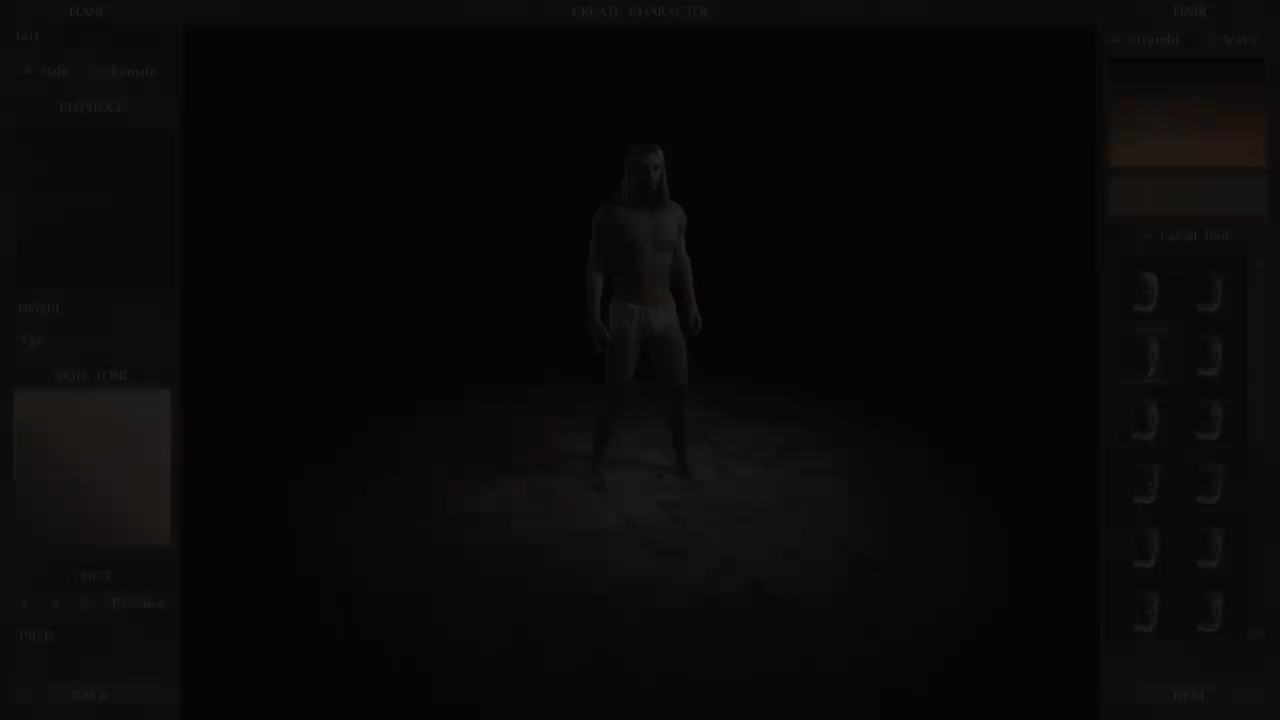 NAME
Male Female
PHYSIQUE
Height
Age
SKIN TONE
VOICE
Preview
Pitch
BACK
CREATE CHARACTER
HAIR
Straight Wave
Facial Hair
NEXT